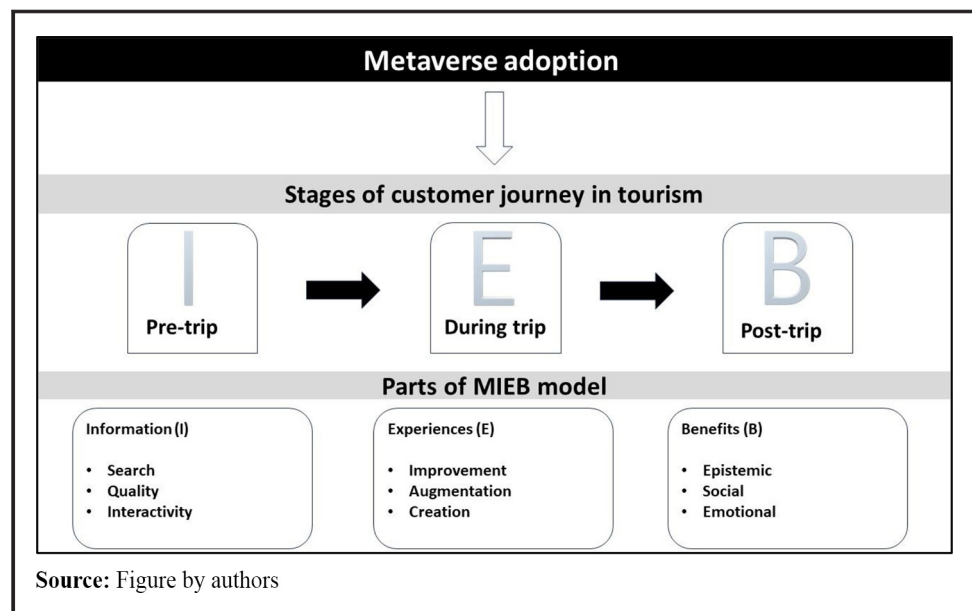 Metaverse adoption
Stages of customer journey in tourism
I
Pre-trip
E
During trip
B
Post-trip
Parts of MIEB model
Information (I)
• Search
• Quality
• Interactivity
Experiences (E)
• Improvement
• Augmentation
• Creation
Benefits (B)
• Epistemic
• Social
• Emotional
Source: Figure by authors